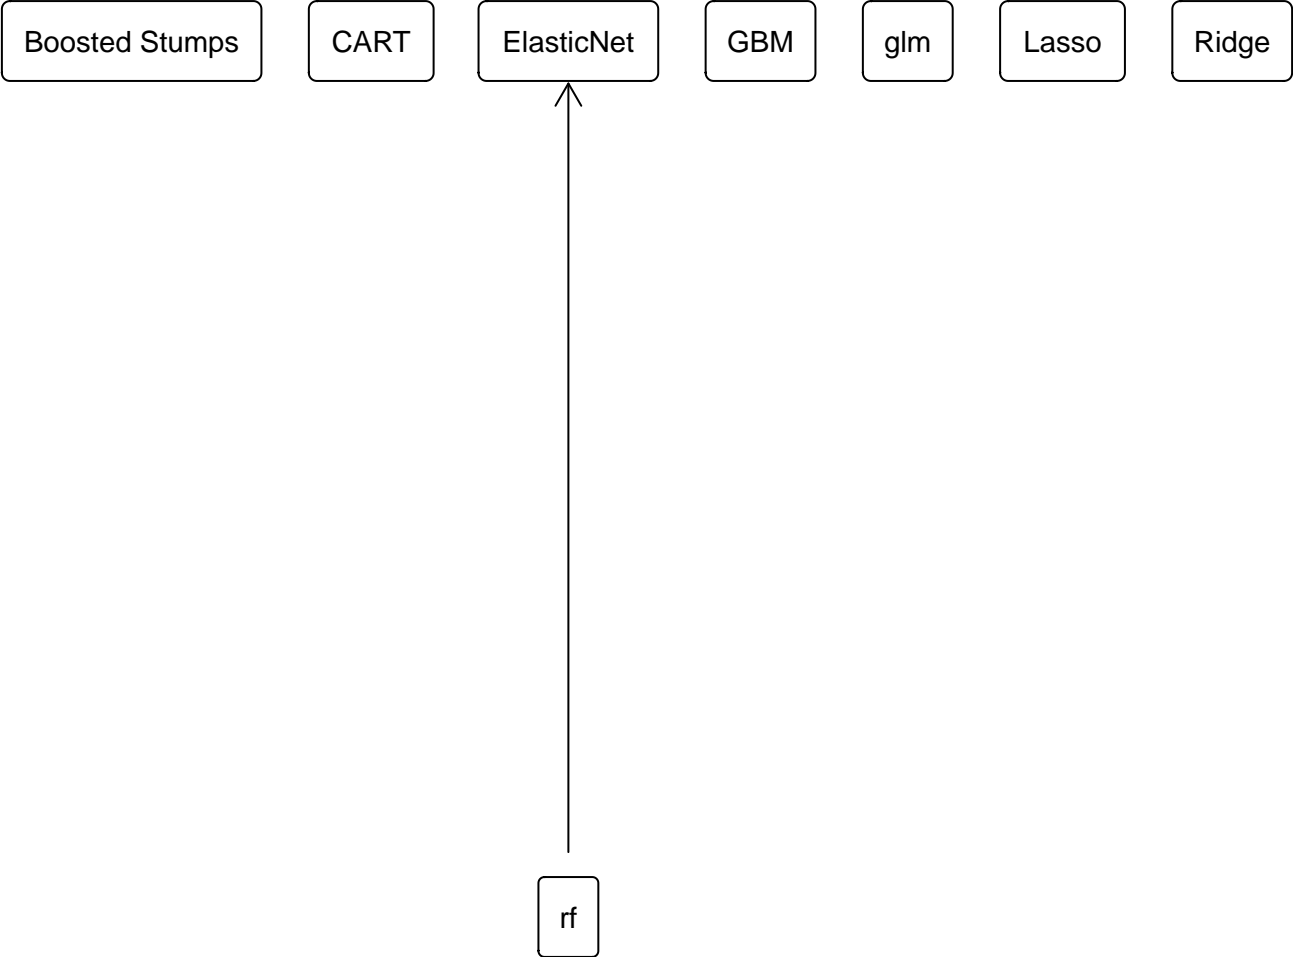 Boosted Stumps
CART
ElasticNet
GBM
glm
Lasso
Ridge
rf